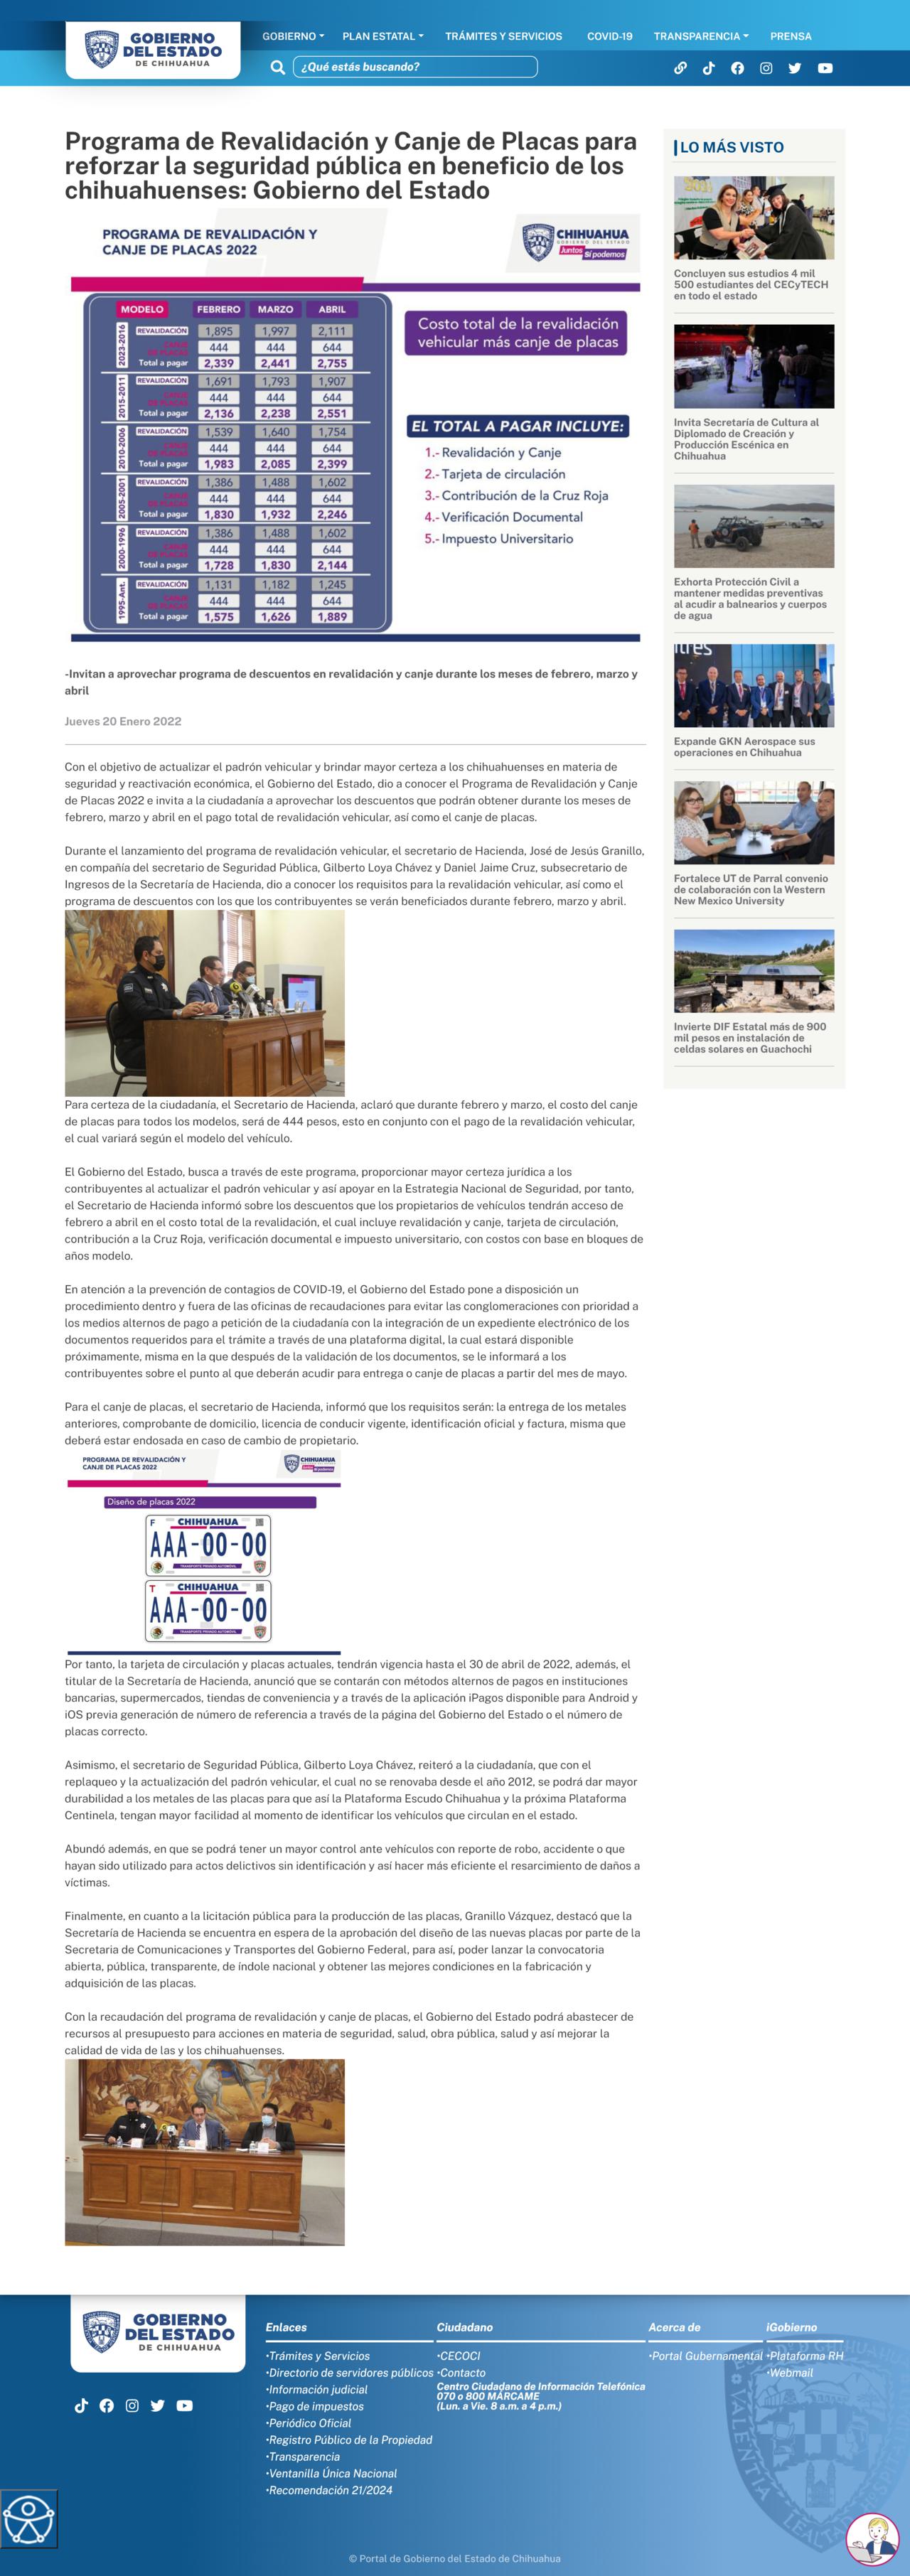 GOBIERNO
DEL ESTADO
DE CHIHUAHUA
GOBIERNO
PLAN ESTATAL
TRÁMITES Y SERVICIOS
COVID-19
TRANSPARENCIA
PRENSA
¿Qué estás buscando?
Programa de Revalidación y Canje de Placas para
reforzar la seguridad pública en beneficio de los
chihuahuenses: Gobierno del Estado
PROGRAMA DE REVALIDACIÓN Y
CANJE DE PLACAS 2022
CHIHUAHUA
GOBIERNO DEL ESTADO
Juntos Sí podemos
MODELO FEBRERO MARZO ABRIL
2023-2016
REVALIDACIÓN 1,895 1,997 2,111
CANJE DE PLACAS 444 444 644
Total a pagar 2,339 2,441 2,755
2015-2011
REVALIDACIÓN 1,691 1,793 1,907
CANJE DE PLACAS 444 444 644
Total a pagar 2,136 2,238 2,551
2010-2006
REVALIDACIÓN 1,539 1,640 1,754
CANJE DE PLACAS 444 444 644
Total a pagar 1,983 2,085 2,399
2005-2001
REVALIDACIÓN 1,386 1,488 1,602
CANJE DE PLACAS 444 444 644
Total a pagar 1,830 1,932 2,246
2000-1996
REVALIDACIÓN 1,386 1,488 1,602
CANJE DE PLACAS 444 444 644
Total a pagar 1,728 1,830 2,144
1995-Ant.
REVALIDACIÓN 1,131 1,182 1,245
CANJE DE PLACAS 444 444 644
Total a pagar 1,575 1,626 1,889
Costo total de la revalidación
vehicular más canje de placas
EL TOTAL A PAGAR INCLUYE:
1.- Revalidación y Canje
2.- Tarjeta de circulación
3.- Contribución de la Cruz Roja
4.- Verificación Documental
5.- Impuesto Universitario
-Invitan a aprovechar programa de descuentos en revalidación y canje durante los meses de febrero, marzo y
abril
Jueves 20 Enero 2022
Con el objetivo de actualizar el padrón vehicular y brindar mayor certeza a los chihuahuenses en materia de
seguridad y reactivación económica, el Gobierno del Estado, dio a conocer el Programa de Revalidación y Canje
de Placas 2022 e invita a la ciudadanía a aprovechar los descuentos que podrán obtener durante los meses de
febrero, marzo y abril en el pago total de revalidación vehicular, así como el canje de placas.
Durante el lanzamiento del programa de revalidación vehicular, el secretario de Hacienda, José de Jesús Granillo,
en compañía del secretario de Seguridad Pública, Gilberto Loya Chávez y Daniel Jaime Cruz, subsecretario de
Ingresos de la Secretaría de Hacienda, dio a conocer los requisitos para la revalidación vehicular, así como el
programa de descuentos con los que los contribuyentes se verán beneficiados durante febrero, marzo y abril.
Para certeza de la ciudadanía, el Secretario de Hacienda, aclaró que durante febrero y marzo, el costo del canje
de placas para todos los modelos, será de 444 pesos, esto en conjunto con el pago de la revalidación vehicular,
el cual variará según el modelo del vehículo.
El Gobierno del Estado, busca a través de este programa, proporcionar mayor certeza jurídica a los
contribuyentes al actualizar el padrón vehicular y así apoyar en la Estrategia Nacional de Seguridad, por tanto,
el Secretario de Hacienda informó sobre los descuentos que los propietarios de vehículos tendrán acceso de
febrero a abril en el costo total de la revalidación, el cual incluye revalidación y canje, tarjeta de circulación,
contribución a la Cruz Roja, verificación documental e impuesto universitario, con costos con base en bloques de
años modelo.
En atención a la prevención de contagios de COVID-19, el Gobierno del Estado pone a disposición un
procedimiento dentro y fuera de las oficinas de recaudaciones para evitar las conglomeraciones con prioridad a
los medios alternos de pago a petición de la ciudadanía con la integración de un expediente electrónico de los
documentos requeridos para el trámite a través de una plataforma digital, la cual estará disponible
próximamente, misma en la que después de la validación de los documentos, se le informará a los
contribuyentes sobre el punto al que deberán acudir para entrega o canje de placas a partir del mes de mayo.
Para el canje de placas, el secretario de Hacienda, informó que los requisitos serán: la entrega de los metales
anteriores, comprobante de domicilio, licencia de conducir vigente, identificación oficial y factura, misma que
deberá estar endosada en caso de cambio de propietario.
PROGRAMA DE REVALIDACIÓN Y
CANJE DE PLACAS 2022
CHIHUAHUA
Diseño de placas 2022
F CHIHUAHUA
AAA-00-00
TRANSPORTE PRIVADO AUTOMÓVIL
T CHIHUAHUA
AAA-00-00
TRANSPORTE PRIVADO AUTOMÓVIL
Por tanto, la tarjeta de circulación y placas actuales, tendrán vigencia hasta el 30 de abril de 2022, además, el
titular de la Secretaría de Hacienda, anunció que se contarán con métodos alternos de pagos en instituciones
bancarias, supermercados, tiendas de conveniencia y a través de la aplicación iPagos disponible para Android y
iOS previa generación de número de referencia a través de la página del Gobierno del Estado o el número de
placas correcto.
Asimismo, el secretario de Seguridad Pública, Gilberto Loya Chávez, reiteró a la ciudadanía, que con el
replaqueo y la actualización del padrón vehicular, el cual no se renovaba desde el año 2012, se podrá dar mayor
durabilidad a los metales de las placas para que así la Plataforma Escudo Chihuahua y la próxima Plataforma
Centinela, tengan mayor facilidad al momento de identificar los vehículos que circulan en el estado.
Abundó además, en que se podrá tener un mayor control ante vehículos con reporte de robo, accidente o que
hayan sido utilizado para actos delictivos sin identificación y así hacer más eficiente el resarcimiento de daños a
víctimas.
Finalmente, en cuanto a la licitación pública para la producción de las placas, Granillo Vázquez, destacó que la
Secretaría de Hacienda se encuentra en espera de la aprobación del diseño de las nuevas placas por parte de la
Secretaria de Comunicaciones y Transportes del Gobierno Federal, para así, poder lanzar la convocatoria
abierta, pública, transparente, de índole nacional y obtener las mejores condiciones en la fabricación y
adquisición de las placas.
Con la recaudación del programa de revalidación y canje de placas, el Gobierno del Estado podrá abastecer de
recursos al presupuesto para acciones en materia de seguridad, salud, obra pública, salud y así mejorar la
calidad de vida de las y los chihuahuenses.
LO MÁS VISTO
Concluyen sus estudios 4 mil
500 estudiantes del CECyTECH
en todo el estado
Invita Secretaría de Cultura al
Diplomado de Creación y
Producción Escénica en
Chihuahua
Exhorta Protección Civil a
mantener medidas preventivas
al acudir a balnearios y cuerpos
de agua
Expande GKN Aerospace sus
operaciones en Chihuahua
Fortalece UT de Parral convenio
de colaboración con la Western
New Mexico University
Invierte DIF Estatal más de 900
mil pesos en instalación de
celdas solares en Guachochi
GOBIERNO
DEL ESTADO
DE CHIHUAHUA
Enlaces
•Trámites y Servicios
•Directorio de servidores públicos
•Información judicial
•Pago de impuestos
•Periódico Oficial
•Registro Público de la Propiedad
•Transparencia
•Ventanilla Única Nacional
•Recomendación 21/2024
Ciudadano
•CECOCI
•Contacto
Centro Ciudadano de Información Telefónica
070 o 800 MÁRCAME
(Lun. a Vie. 8 a.m. a 4 p.m.)
Acerca de
•Portal Gubernamental
iGobierno
•Plataforma RH
•Webmail
© Portal de Gobierno del Estado de Chihuahua